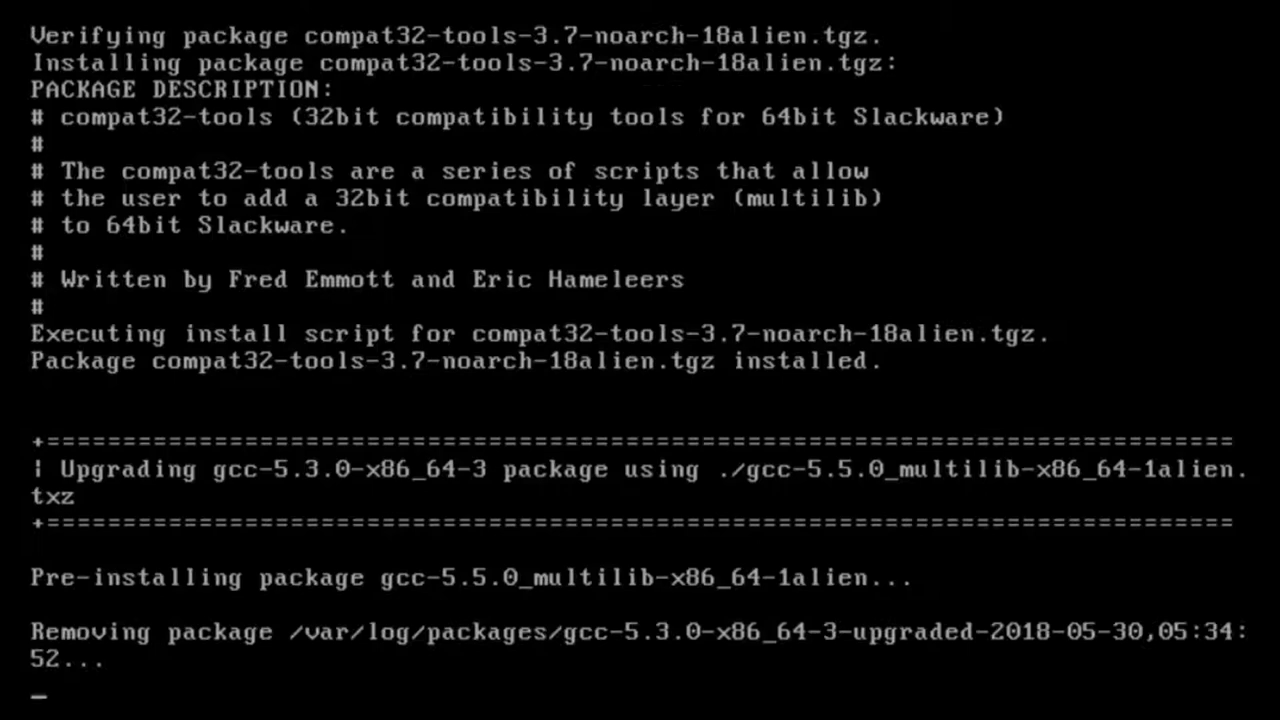 Verifying package compat32-tools-3.7-noarch-18alien.tgz.
Installing package compat32-tools-3.7-noarch-18alien.tgz:
PACKAGE DESCRIPTION:
# compat32-tools (32bit compatibility tools for 64bit Slackware)
#
# The compat32-tools are a series of scripts that allow
# the user to add a 32bit compatibility layer (multilib)
# to 64bit Slackware.
#
# Written by Fred Emmott and Eric Hameleers
#
Executing install script for compat32-tools-3.7-noarch-18alien.tgz.
Package compat32-tools-3.7-noarch-18alien.tgz installed.
+==============================================================================
| Upgrading gcc-5.3.0-x86_64-3 package using ./gcc-5.5.0_multilib-x86_64-1alien.
txz
+==============================================================================
Pre-installing package gcc-5.5.0_multilib-x86_64-1alien...
Removing package /var/log/packages/gcc-5.3.0-x86_64-3-upgraded-2018-05-30,05:34:
52...
_